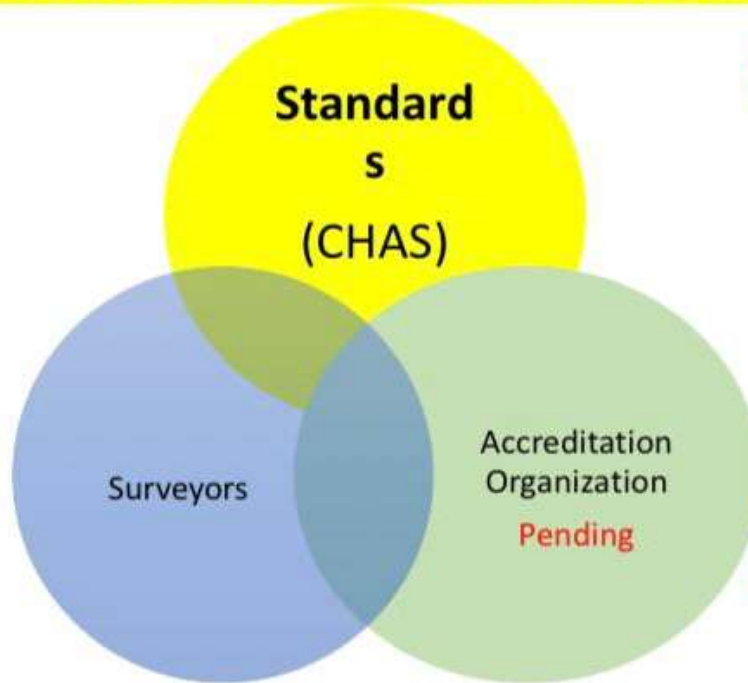 Standard
s
(CHAS)
Surveyors
Accreditation
Organization
Pending